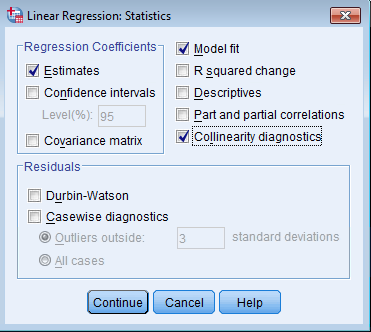 Linear Regression: Statistics
Regression Coefficients
Estimates
Confidence intervals
Level(%): 95
Covariance matrix
Model fit
R squared change
Descriptives
Part and partial correlations
Collinearity diagnostics
Residuals
Durbin-Watson
Casewise diagnostics
Outliers outside: 3 standard deviations
All cases
Continue Cancel Help